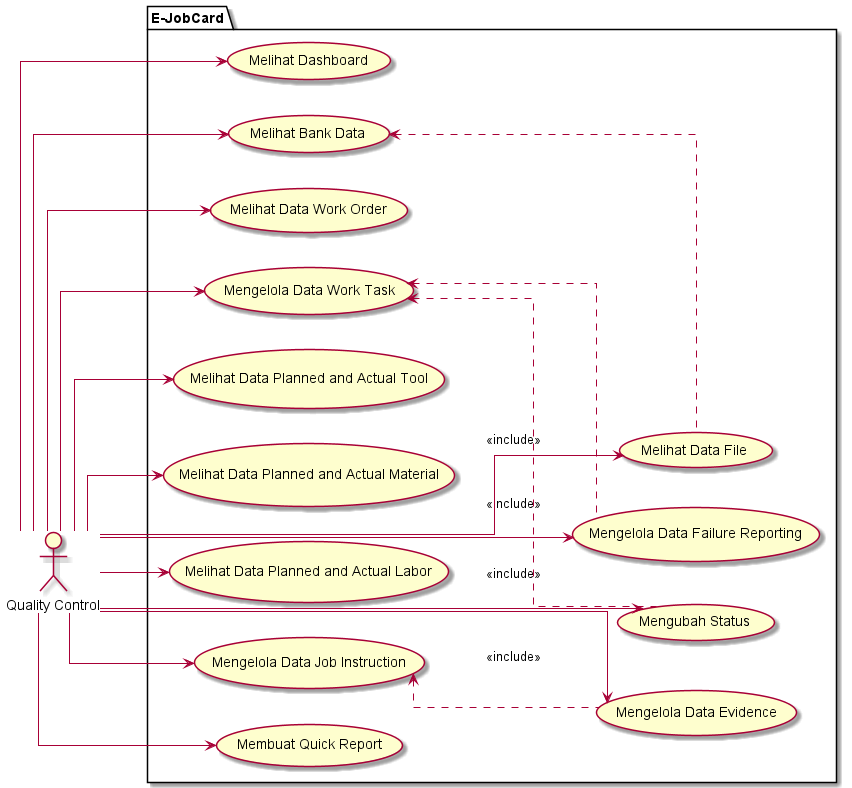 E-JobCard
Melihat Dashboard
Melihat Bank Data
Melihat Data Work Order
Mengelola Data Work Task
Melihat Data Planned and Actual Tool
«include»
Melihat Data File
Melihat Data Planned and Actual Material
«include»
Mengelola Data Failure Reporting
Melihat Data Planned and Actual Labor
«include»
Quality Control
Mengubah Status
Mengelola Data Job Instruction
«include»
Mengelola Data Evidence
Membuat Quick Report